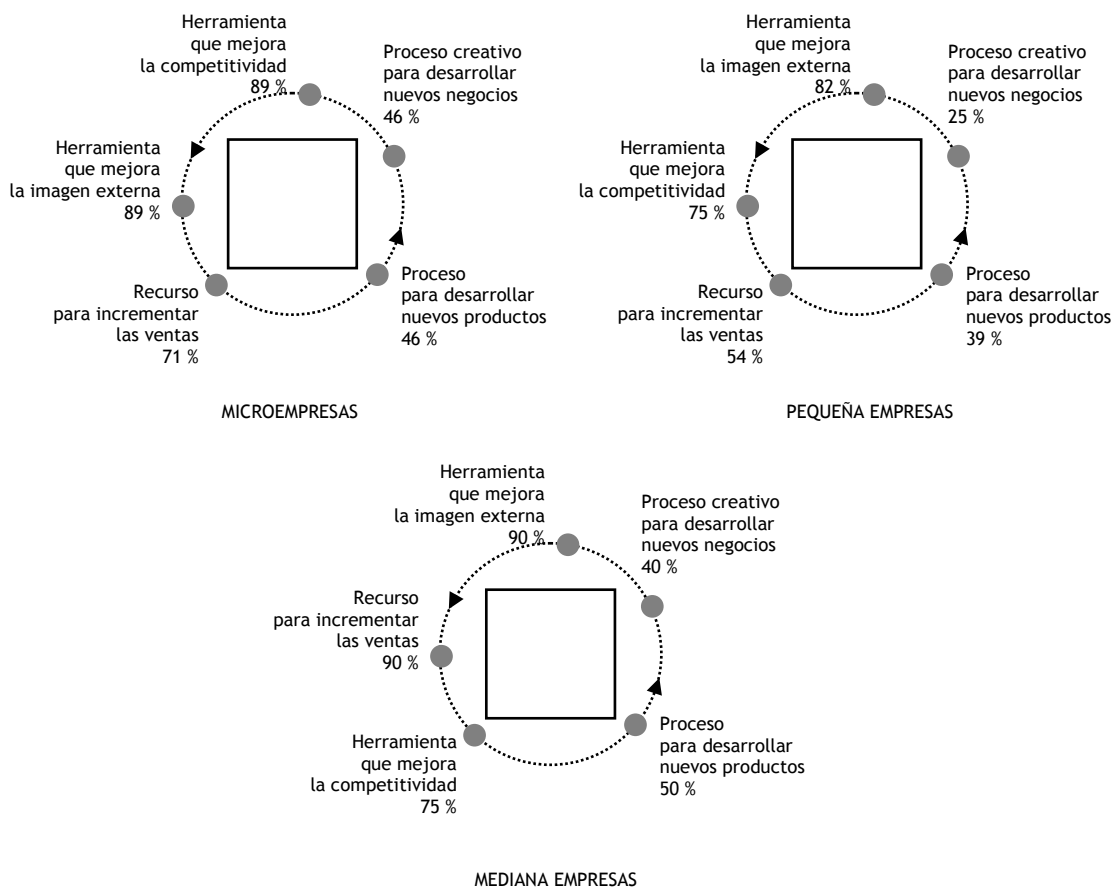 Herramienta
que mejora
la competitividad
89 %
Proceso creativo
para desarrollar
nuevos negocios
46 %
Herramienta
que mejora
la imagen externa
89 %
Recurso
para incrementar
las ventas
71 %
Proceso
para desarrollar
nuevos productos
46 %
MICROEMPRESAS
Herramienta
que mejora
la imagen externa
82 %
Proceso creativo
para desarrollar
nuevos negocios
25 %
Herramienta
que mejora
la competitividad
75 %
Recurso
para incrementar
las ventas
54 %
Proceso
para desarrollar
nuevos productos
39 %
PEQUEÑA EMPRESAS
Herramienta
que mejora
la imagen externa
90 %
Proceso creativo
para desarrollar
nuevos negocios
40 %
Recurso
para incrementar
las ventas
90 %
Herramienta
que mejora
la competitividad
75 %
Proceso
para desarrollar
nuevos productos
50 %
MEDIANA EMPRESAS